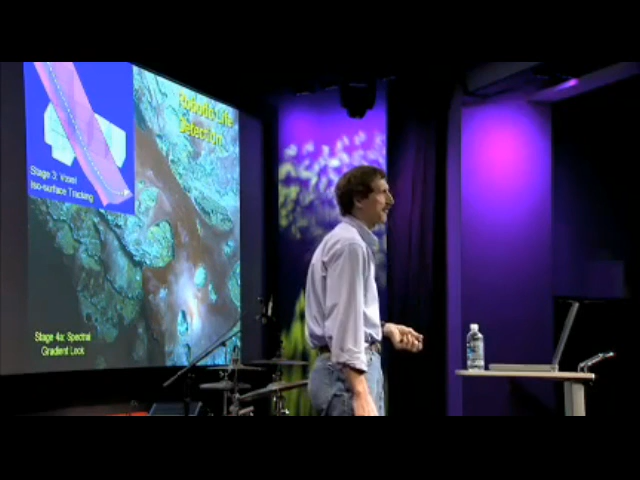 Robotic Life
Detection
Stage 3: Voxel
Iso-surface Tracking
Stage 4a: Spectral
Gradient Lock